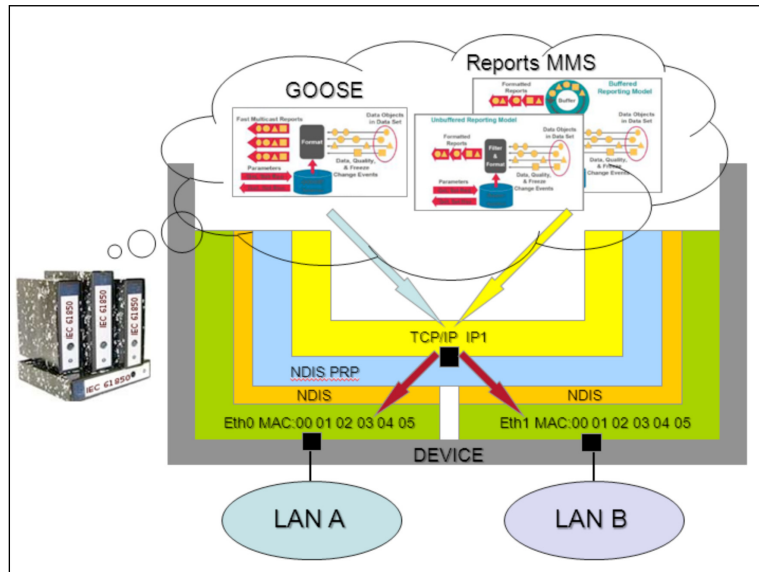 Reports MMS
GOOSE
Fast Multicast Reports
Data Objects
in Data Set
Format
Parameters
Data, Quality,
& Freeze
Change Events
Formatted
Reports
Buffer
Buffered
Reporting Model
Data Objects
in Data Set
Data, Quality,
& Freeze
Change Events
Unbuffered Reporting Model
Formatted
Reports
Data Objects
in Data Set
Filter
&
Format
Parameters
Data, Quality,
& Freeze
Change Events
IEC 61850
IEC 61850
IEC 61850
IEC 61850
TCP/IP IP1
NDIS PRP
NDIS
NDIS
Eth0 MAC:00 01 02 03 04 05
Eth1 MAC:00 01 02 03 04 05
DEVICE
LAN A
LAN B